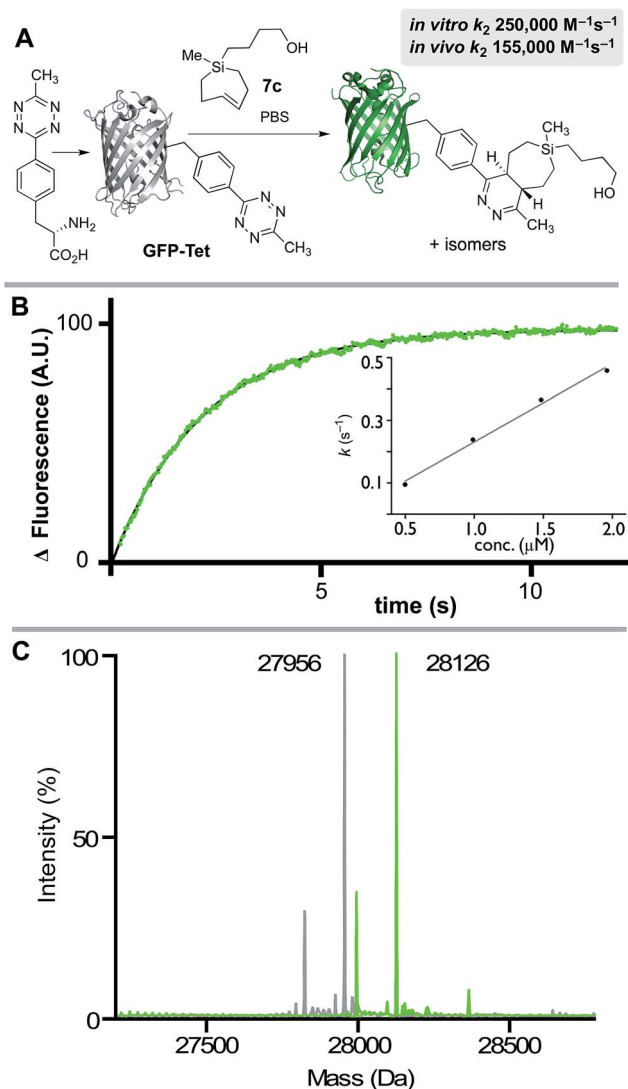 A
in vitro k₂ 250,000 M⁻¹s⁻¹
in vivo k₂ 155,000 M⁻¹s⁻¹
CH₃
N N
N N
NH₂
CO₂H
GFP-Tet
Me
Si
OH
7c
PBS
N N
N N
CH₃
CH₃
Si
HO
H
H
N N
CH₃
+ isomers
B
Δ Fluorescence (A.U.)
100
0
5
10
time (s)
k (s⁻¹)
0.5
0.3
0.1
0.5
1.0
1.5
2.0
conc. (μM)
C
Intensity (%)
100
50
0
27956
28126
27500
28000
28500
Mass (Da)